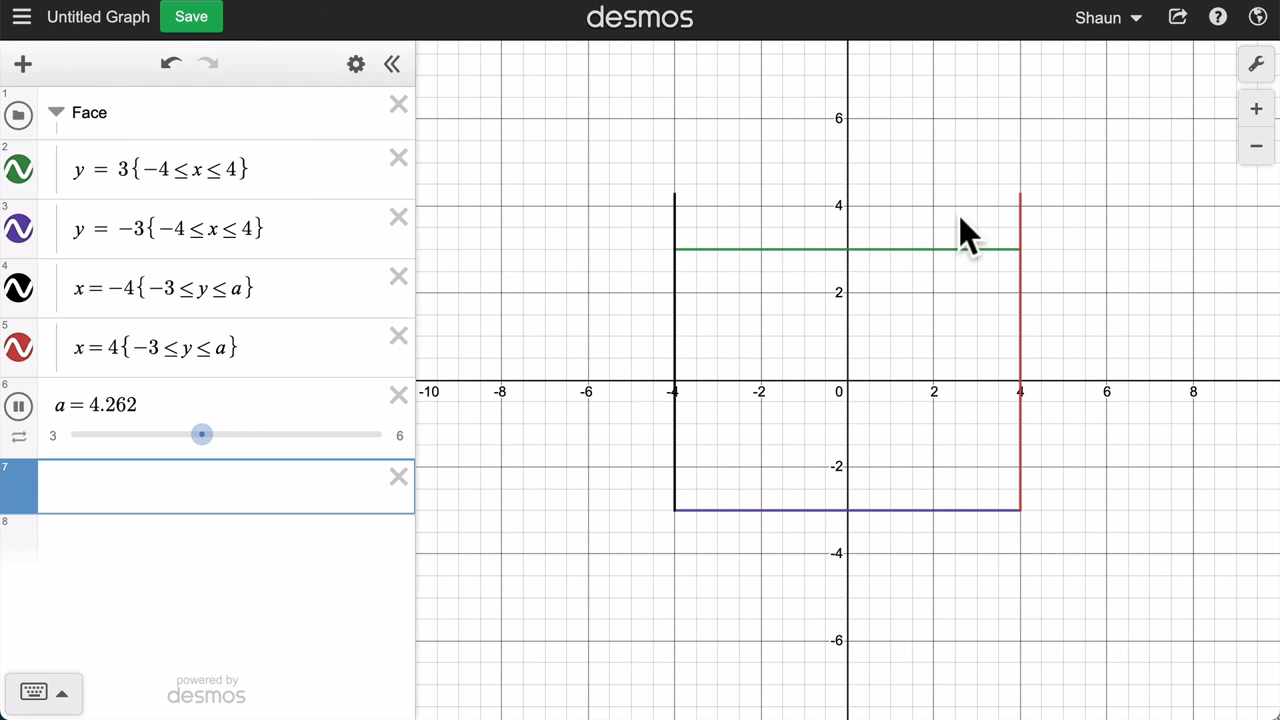 Untitled Graph Save desmos Shaun
1 Face
2 y = 3{−4≤x≤4}
3 y = −3{−4≤x≤4}
4 x=−4{−3≤y≤a}
5 x=4{−3≤y≤a}
6 a=4.262
3 6
7
8
powered by
desmos
6
4
2
-10 -6 -4 -2 0 2 4 6 8
-2
-4
-6